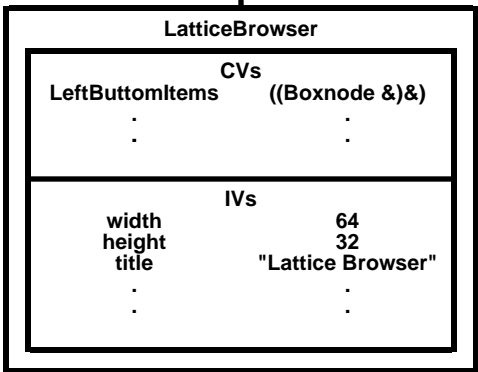 LatticeBrowser
CVs
LeftButtomItems ((Boxnode &)&)
. .
. .
IVs
width 64
height 32
title "Lattice Browser"
. .
. .